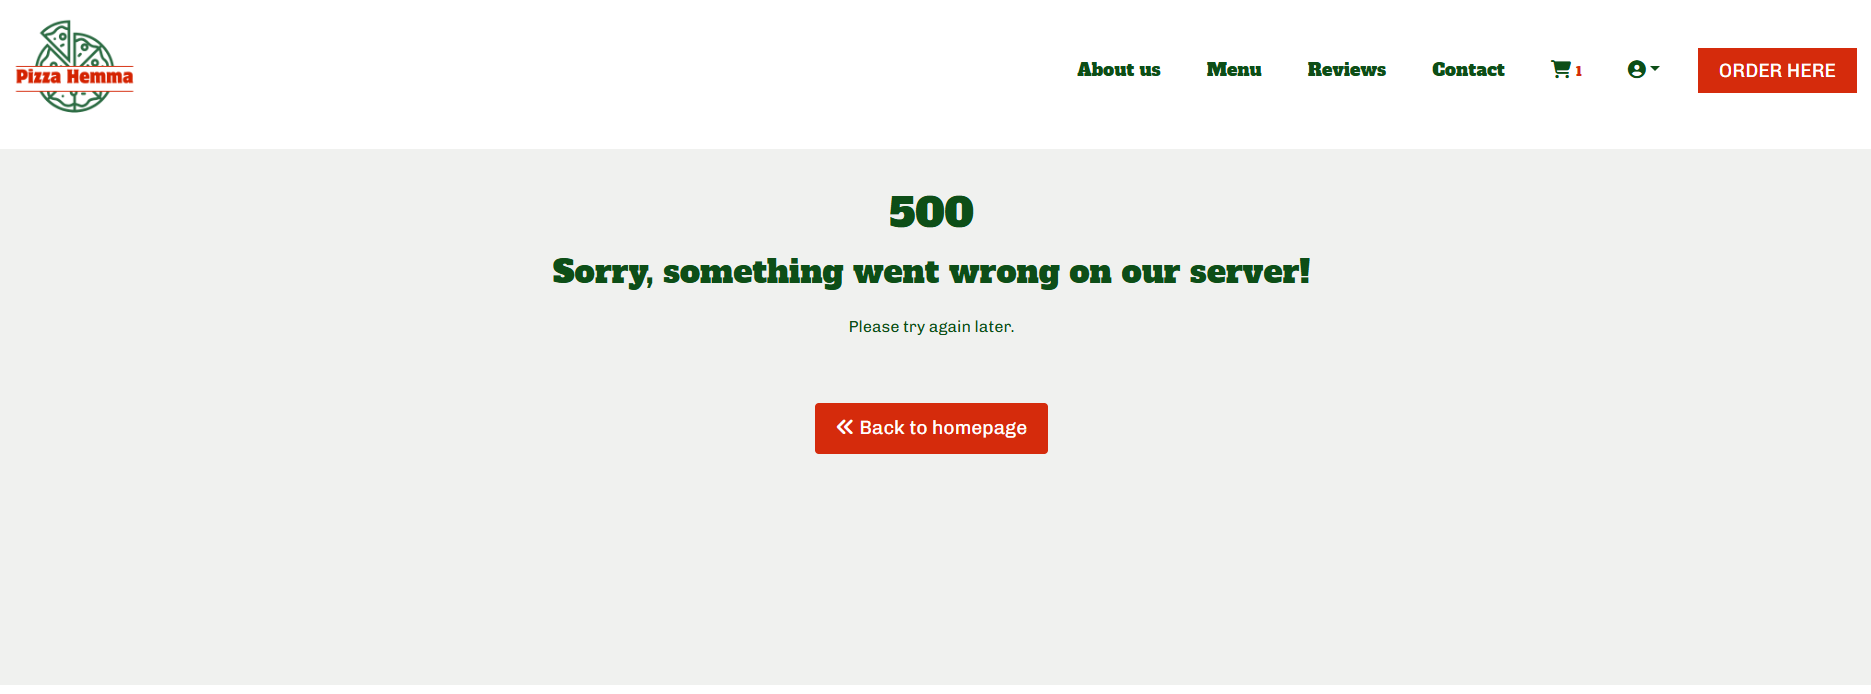 Pizza Hemma
About us Menu Reviews Contact 1 ORDER HERE
500
Sorry, something went wrong on our server!
Please try again later.
Back to homepage